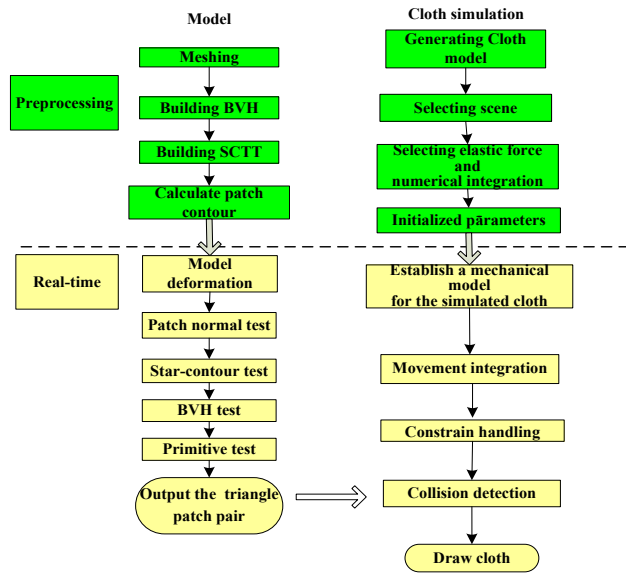 Model
Cloth simulation
Preprocessing
Meshing
Building BVH
Building SCTT
Calculate patch
contour
Generating Cloth
model
Selecting scene
Selecting elastic force
and
numerical integration
Initialized pārameters
Real-time
Model
deformation
Patch normal test
Star-contour test
BVH test
Primitive test
Output the triangle
patch pair
Establish a mechanical
model
for the simulated cloth
Movement integration
Constrain handling
Collision detection
Draw cloth